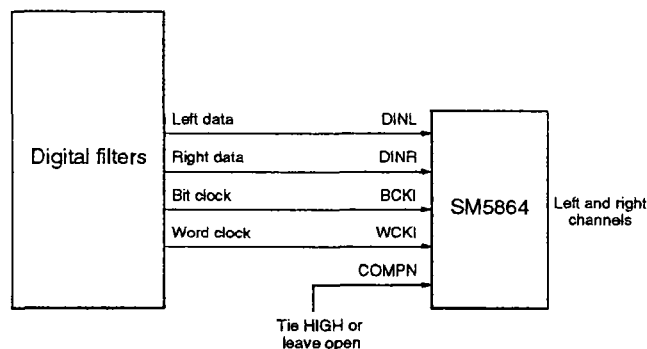 Digital filters
Left data DINL
Right data DINR
Bit clock BCKI
Word clock WCKI
COMPN
Tie HIGH or
leave open
SM5864
Left and right
channels